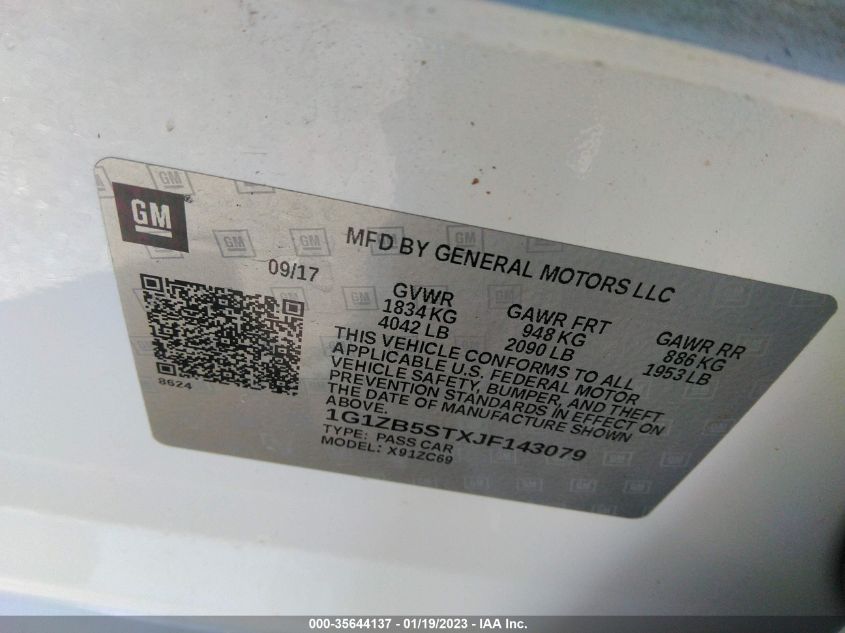 GM
MFD BY GENERAL MOTORS LLC
09/17
GVWR
1834 KG
4042 LB
GAWR FRT
948 KG
2090 LB
GAWR RR
886 KG
1953 LB
THIS VEHICLE CONFORMS TO ALL
APPLICABLE U.S. FEDERAL MOTOR
VEHICLE SAFETY, BUMPER, AND THEFT
PREVENTION STANDARDS IN EFFECT ON
THE DATE OF MANUFACTURE SHOWN
ABOVE.
8624
1G1ZB5STXJF143079
TYPE: PASS CAR
MODEL: X91ZC69
000-35644137 - 01/19/2023 - IAA Inc.